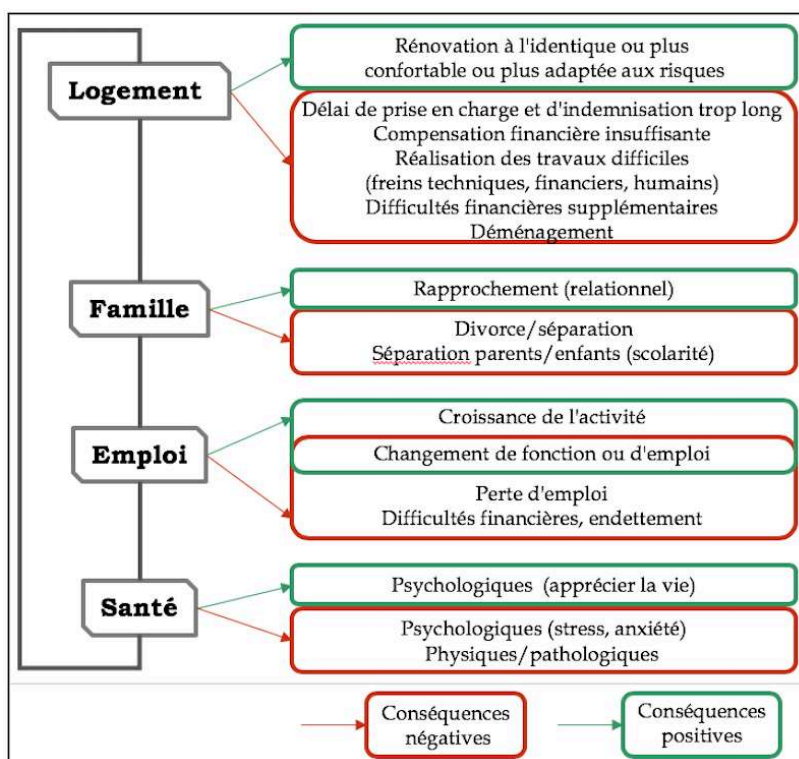 Logement
Rénovation à l'identique ou plus
confortable ou plus adaptée aux risques
Délai de prise en charge et d'indemnisation trop long
Compensation financière insuffisante
Réalisation des travaux difficiles
(freins techniques, financiers, humains)
Difficultés financières supplémentaires
Déménagement
Famille
Rapprochement (relationnel)
Divorce/séparation
Séparation parents/enfants (scolarité)
Emploi
Croissance de l'activité
Changement de fonction ou d'emploi
Perte d'emploi
Difficultés financières, endettement
Santé
Psychologiques (apprécier la vie)
Psychologiques (stress, anxiété)
Physiques/pathologiques
Conséquences
négatives
Conséquences
positives